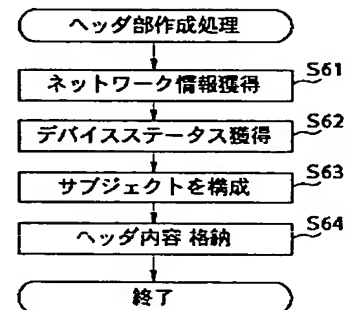 ヘッダ部作成処理
ネットワーク情報獲得 S61
デバイスステータス獲得 S62
サブジェクトを構成 S63
ヘッダ内容 格納 S64
終了